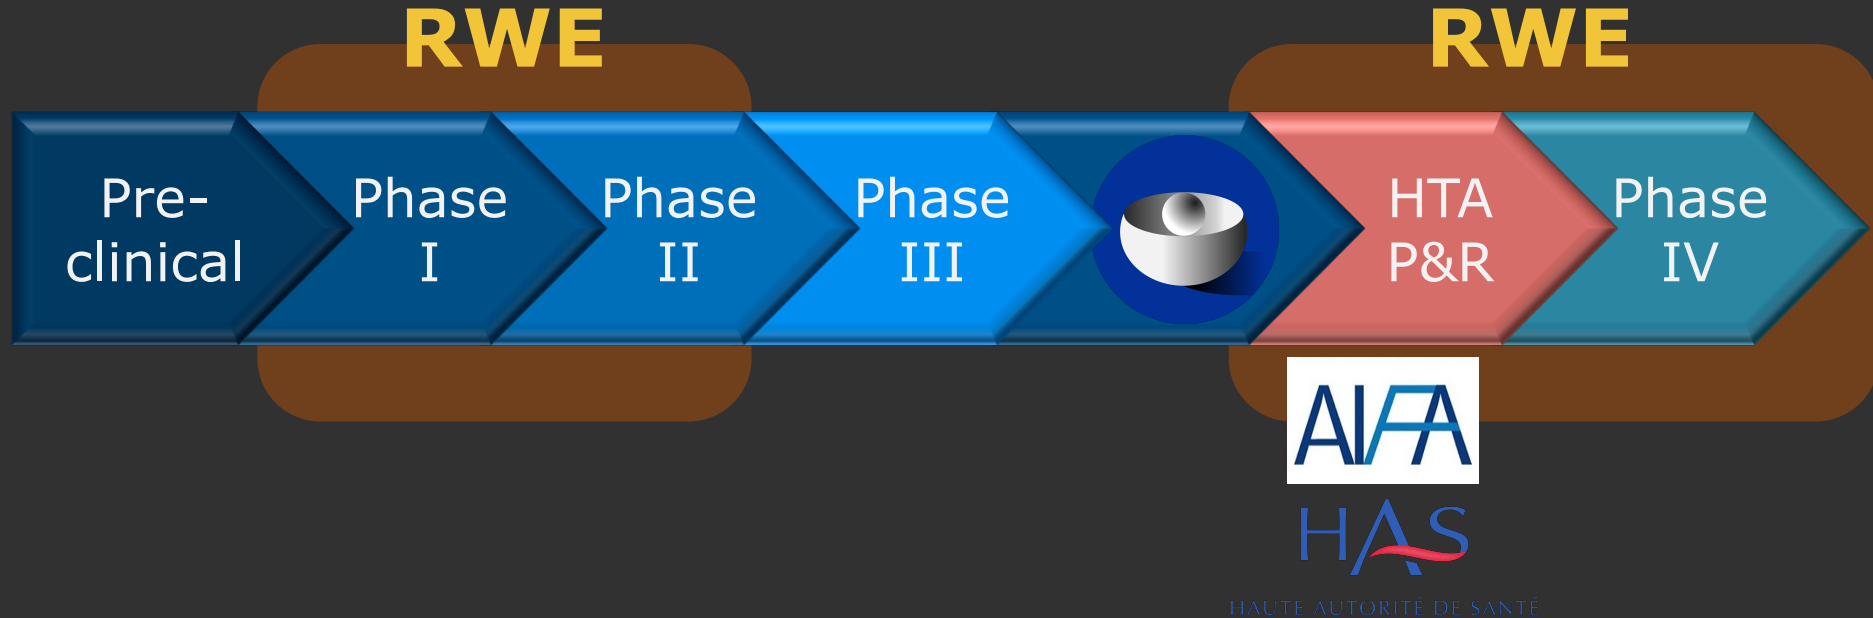 RWE
RWE
Pre-
clinical
Phase
I
Phase
II
Phase
III
HTA
P&R
Phase
IV
AIFA
HAS
HAUTE AUTORITÉ DE SANTÉ